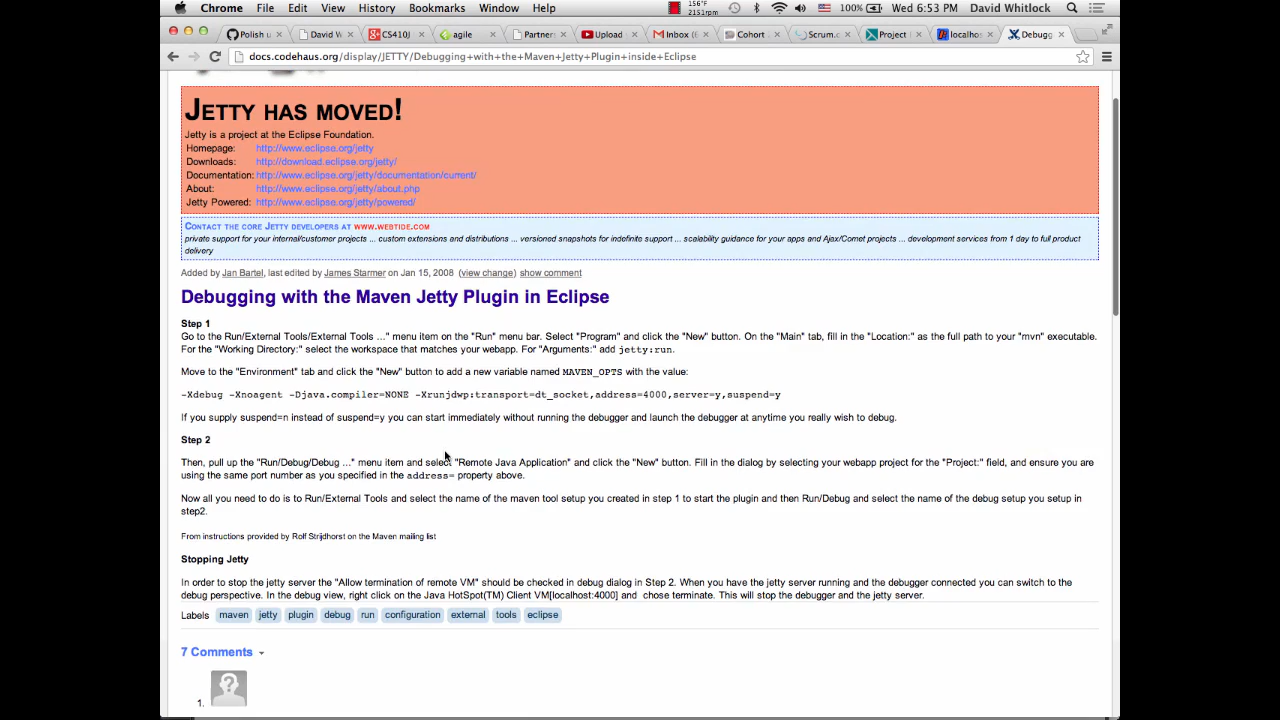 Chrome File Edit View History Bookmarks Window Help 156°F 2151rpm 100% Wed 6:53 PM David Whitlock
Polish u David W CS410J agile Partner Upload Inbox (6 Cohort Scrum.c Project localhos Debugg
docs.codehaus.org/display/JETTY/Debugging+with+the+Maven+Jetty+Plugin+inside+Eclipse
JETTY HAS MOVED!
Jetty is a project at the Eclipse Foundation.
Homepage: http://www.eclipse.org/jetty
Downloads: http://download.eclipse.org/jetty/
Documentation: http://www.eclipse.org/jetty/documentation/current/
About: http://www.eclipse.org/jetty/about.php
Jetty Powered: http://www.eclipse.org/jetty/powered/
CONTACT THE CORE JETTY DEVELOPERS AT WWW.WEBTIDE.COM
private support for your internal/customer projects ... custom extensions and distributions ... versioned snapshots for indefinite support ... scalability guidance for your apps and Ajax/Comet projects ... development services from 1 day to full product
delivery
Added by Jan Bartel, last edited by James Starmer on Jan 15, 2008 (view change) show comment
Debugging with the Maven Jetty Plugin in Eclipse
Step 1
Go to the Run/External Tools/External Tools ..." menu item on the "Run" menu bar. Select "Program" and click the "New" button. On the "Main" tab, fill in the "Location:" as the full path to your "mvn" executable.
For the "Working Directory:" select the workspace that matches your webapp. For "Arguments:" add jetty:run.
Move to the "Environment" tab and click the "New" button to add a new variable named MAVEN_OPTS with the value:
-Xdebug -Xnoagent -Djava.compiler=NONE -Xrunjdwp:transport=dt_socket,address=4000,server=y,suspend=y
If you supply suspend=n instead of suspend=y you can start immediately without running the debugger and launch the debugger at anytime you really wish to debug.
Step 2
Then, pull up the "Run/Debug/Debug ..." menu item and select "Remote Java Application" and click the "New" button. Fill in the dialog by selecting your webapp project for the "Project:" field, and ensure you are
using the same port number as you specified in the address= property above.
Now all you need to do is to Run/External Tools and select the name of the maven tool setup you created in step 1 to start the plugin and then Run/Debug and select the name of the debug setup you setup in
step2.
From instructions provided by Rolf Strijdhorst on the Maven mailing list
Stopping Jetty
In order to stop the jetty server the "Allow termination of remote VM" should be checked in debug dialog in Step 2. When you have the jetty server running and the debugger connected you can switch to the
debug perspective. In the debug view, right click on the Java HotSpot(TM) Client VM[localhost:4000] and chose terminate. This will stop the debugger and the jetty server.
Labels maven jetty plugin debug run configuration external tools eclipse
7 Comments
1.